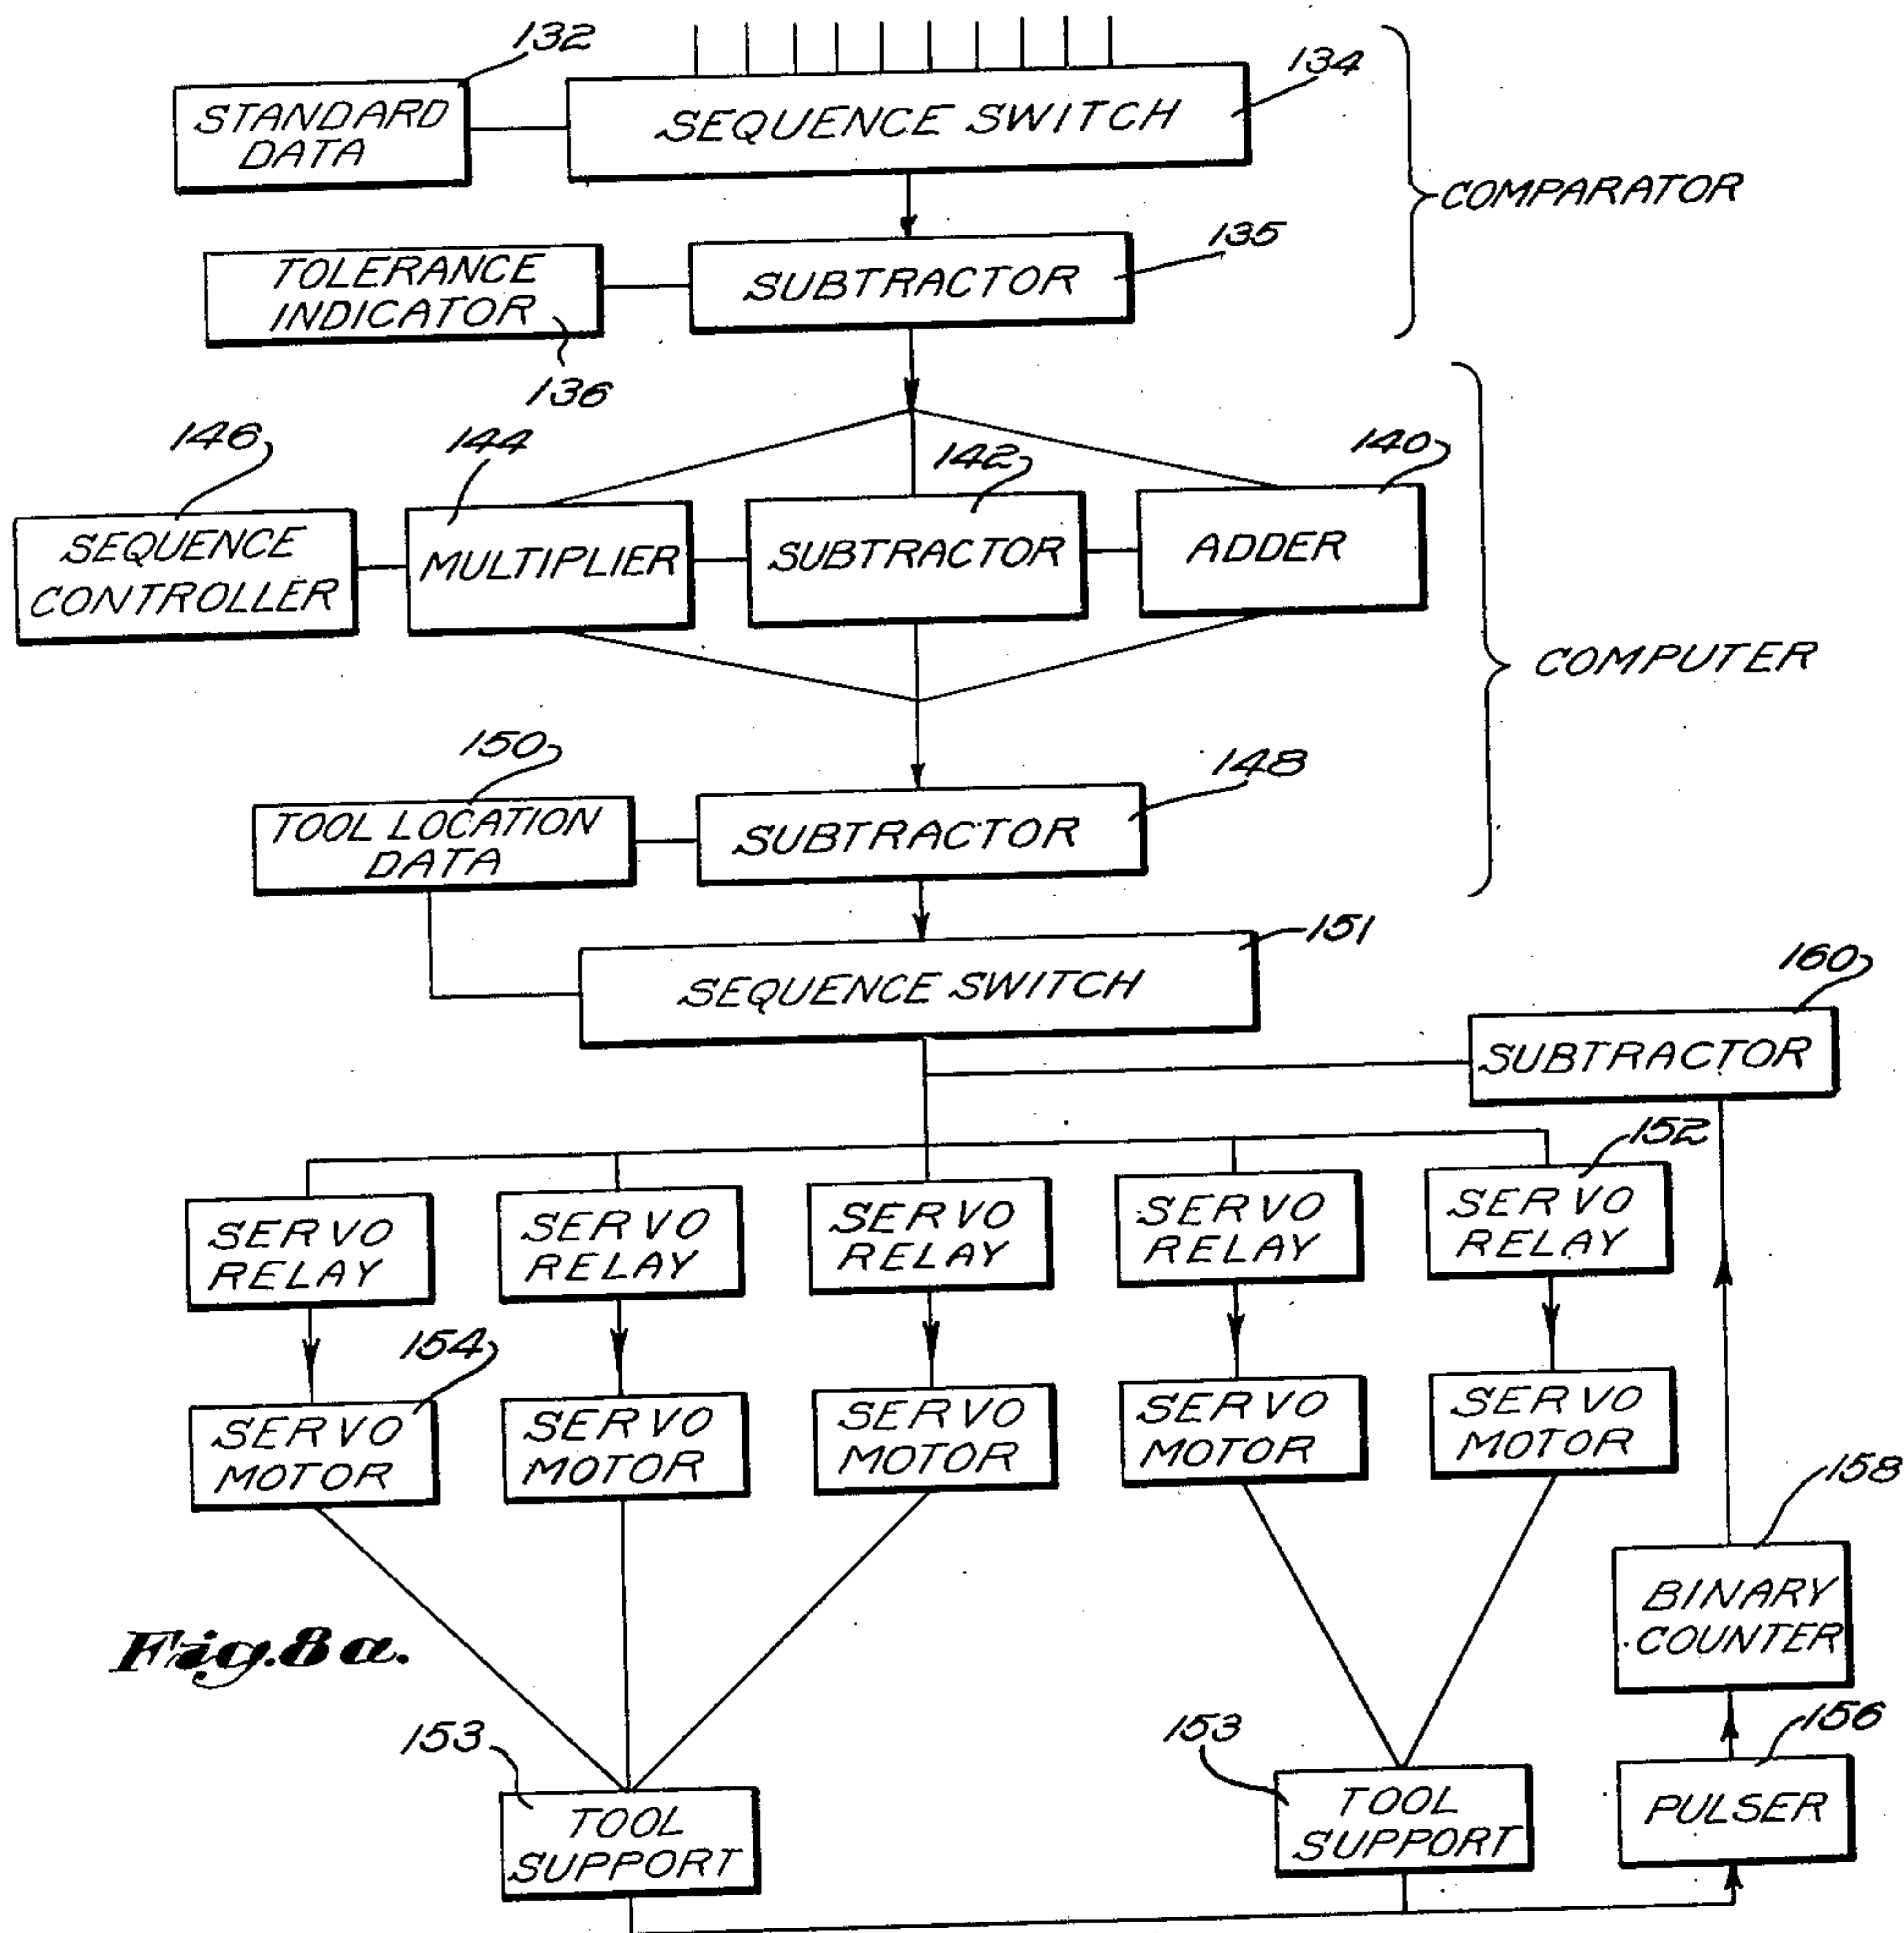 132
134
STANDARD
DATA
SEQUENCE SWITCH
COMPARATOR
135
TOLERANCE
INDICATOR
SUBTRACTOR
136
146
144
142
140
SEQUENCE
CONTROLLER
MULTIPLIER
SUBTRACTOR
ADDER
COMPUTER
150
148
TOOL LOCATION
DATA
SUBTRACTOR
151
SEQUENCE SWITCH
160
SUBTRACTOR
152
SERVO
RELAY
SERVO
RELAY
SERVO
RELAY
SERVO
RELAY
SERVO
RELAY
154
SERVO
MOTOR
SERVO
MOTOR
SERVO
MOTOR
SERVO
MOTOR
SERVO
MOTOR
158
BINARY
COUNTER
Fig. 8a.
153
153
156
TOOL
SUPPORT
TOOL
SUPPORT
PULSER